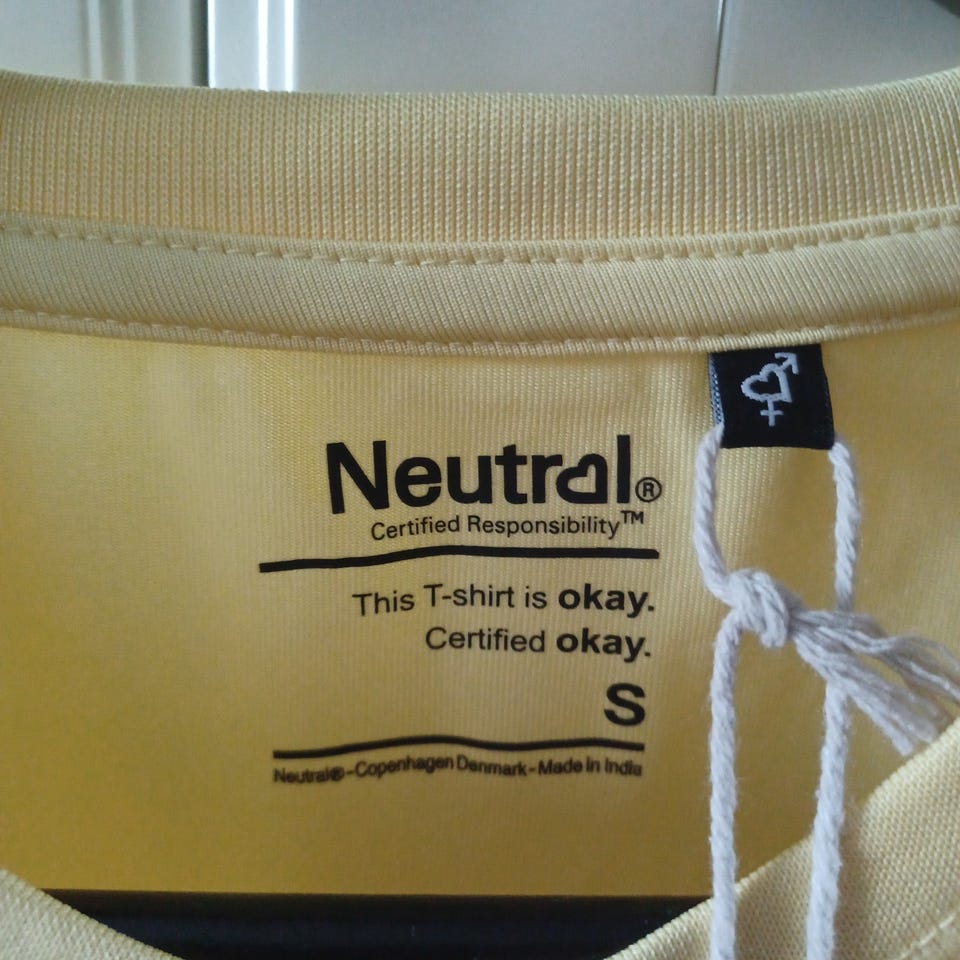 Neutral®
Certified Responsibility™
This T-shirt is okay.
Certified okay.
S
Neutral®-Copenhagen Denmark-Made in India